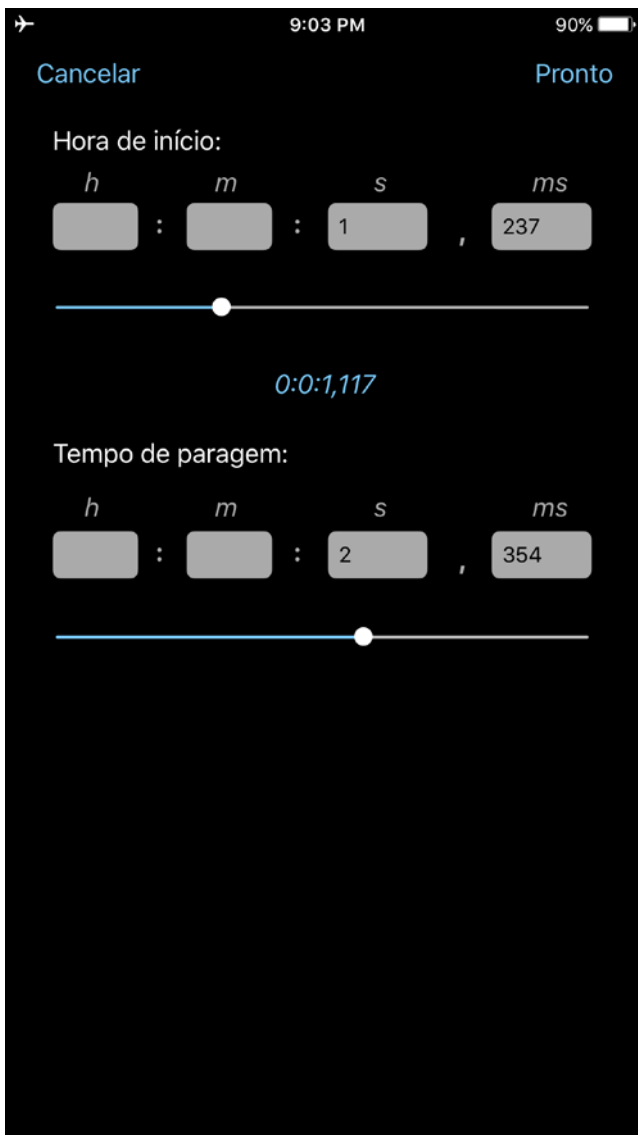 9:03 PM 90%
Cancelar Pronto
Hora de início:
h m s ms
: : 1 , 237
0:0:1,117
Tempo de paragem:
h m s ms
: : 2 , 354